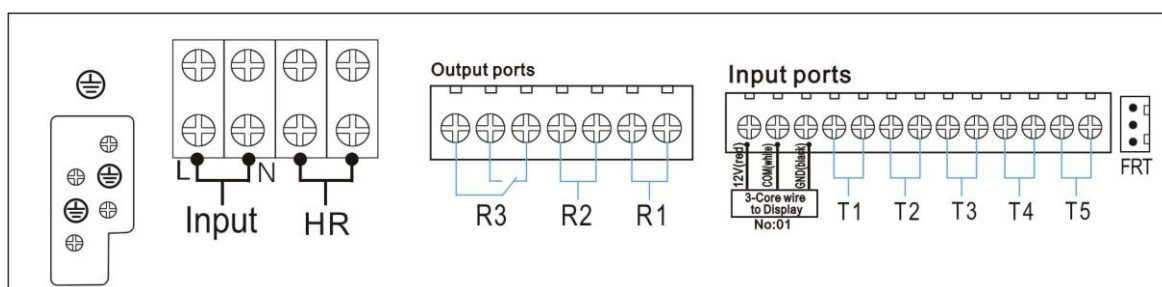 Output ports
Input ports
L
N
Input
HR
R3
R2
R1
12V(red)
COM(white)
GND(black)
3-Core wire
to Display
No:01
T1
T2
T3
T4
T5
FRT